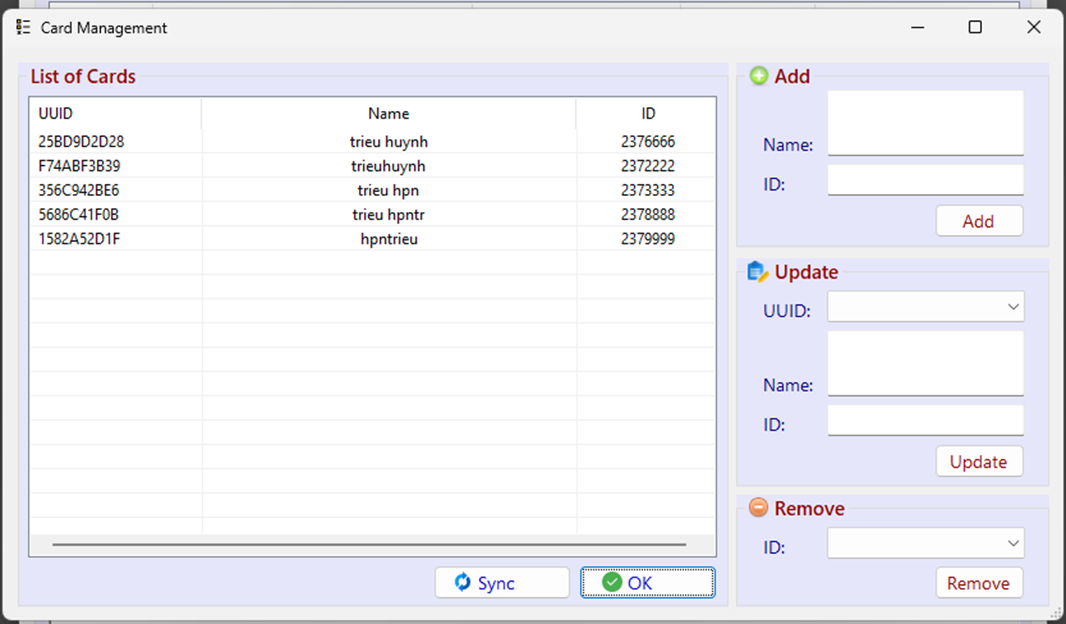 Card Management
List of Cards
UUID Name ID
25BD9D2D28 trieu huynh 2376666
F74ABF3B39 trieuhuynh 2372222
356C942BE6 trieu hpn 2373333
5686C41F0B trieu hpntr 2378888
1582A52D1F hpntrieu 2379999
Sync OK
Add
Name:
ID:
Add
Update
UUID:
Name:
ID:
Update
Remove
ID:
Remove